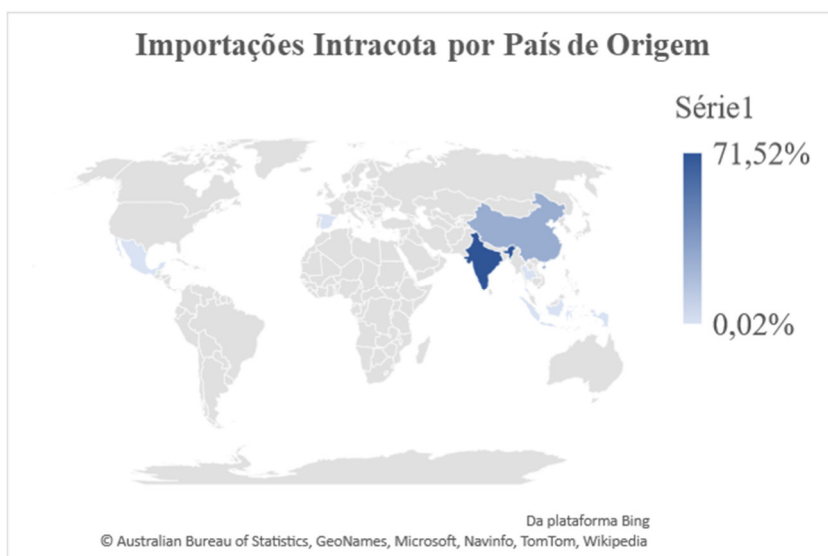 Importações Intracota por País de Origem
Série1
71,52%
0,02%
Da plataforma Bing
© Australian Bureau of Statistics, GeoNames, Microsoft, Navinfo, TomTom, Wikipedia